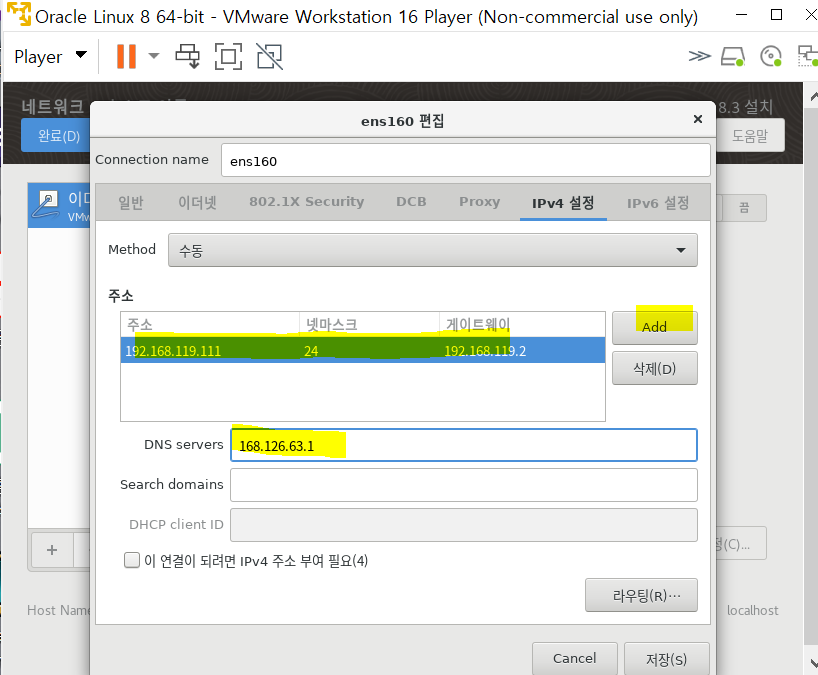 Oracle Linux 8 64-bit - VMware Workstation 16 Player (Non-commercial use only)
Player
네트워크
8.3 설치
완료(D)
도움말
ens160 편집
Connection name ens160
일반 이더넷 802.1X Security DCB Proxy IPv4 설정 IPv6 설정
VMw
끔
Method 수동
주소
주소 넷마스크 게이트웨이
192.168.119.111 24 192.168.119.2
Add
삭제(D)
DNS servers 168.126.63.1
Search domains
DHCP client ID
이 연결이 되려면 IPv4 주소 부여 필요(4)
(C)...
라우팅(R)…
Host Name
localhost
Cancel 저장(S)